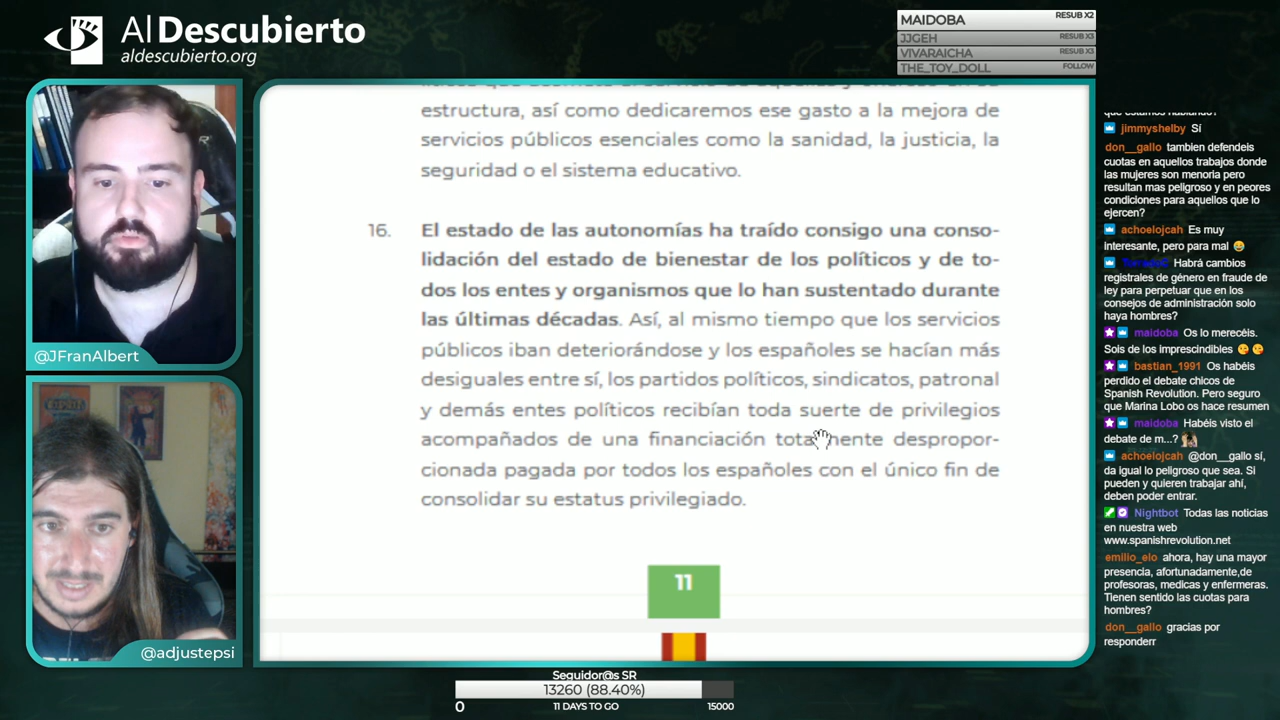 Al Descubierto
aldescubierto.org
MAIDOBA RESUB X2
JJGEH RESUB X3
VIVARAICHA RESUB X3
THE_TOY_DOLL FOLLOW
@JFranAlbert
@adjustepsi
estructura, así como dedicaremos ese gasto a la mejora de
servicios públicos esenciales como la sanidad, la justicia, la
seguridad o el sistema educativo.
16. El estado de las autonomías ha traído consigo una conso-
lidación del estado de bienestar de los políticos y de to-
dos los entes y organismos que lo han sustentado durante
las últimas décadas. Así, al mismo tiempo que los servicios
públicos iban deteriorándose y los españoles se hacían más
desiguales entre sí, los partidos políticos, sindicatos, patronal
y demás entes políticos recibían toda suerte de privilegios
acompañados de una financiación totalmente despropor-
cionada pagada por todos los españoles con el único fin de
consolidar su estatus privilegiado.
11
jimmyshelby Sí
don__gallo tambien defendeis
cuotas en aquellos trabajos donde
las mujeres son menoria pero
resultan mas peligroso y en peores
condiciones para aquellos que lo
ejercen?
achoelojcah Es muy
interesante, pero para mal 😅
Habrá cambios
registrales de género en fraude de
ley para perpetuar que en los
consejos de administración solo
haya hombres?
maidoba Os lo merecéis.
Sois de los imprescindibles 😘 😘
bastian_1991 Os habéis
perdido el debate chicos de
Spanish Revolution. Pero seguro
que Marina Lobo os hace resumen
maidoba Habéis visto el
debate de m...?
achoelojcah @don__gallo sí,
da igual lo peligroso que sea. Si
pueden y quieren trabajar ahí,
deben poder entrar.
Nightbot Todas las noticias
en nuestra web
www.spanishrevolution.net
emilio_elo ahora, hay una mayor
presencia, afortunadamente,de
profesoras, medicas y enfermeras.
Tienen sentido las cuotas para
hombres?
don__gallo gracias por
responderr
Seguidor@s SR
13260 (88.40%)
0 11 DAYS TO GO 15000